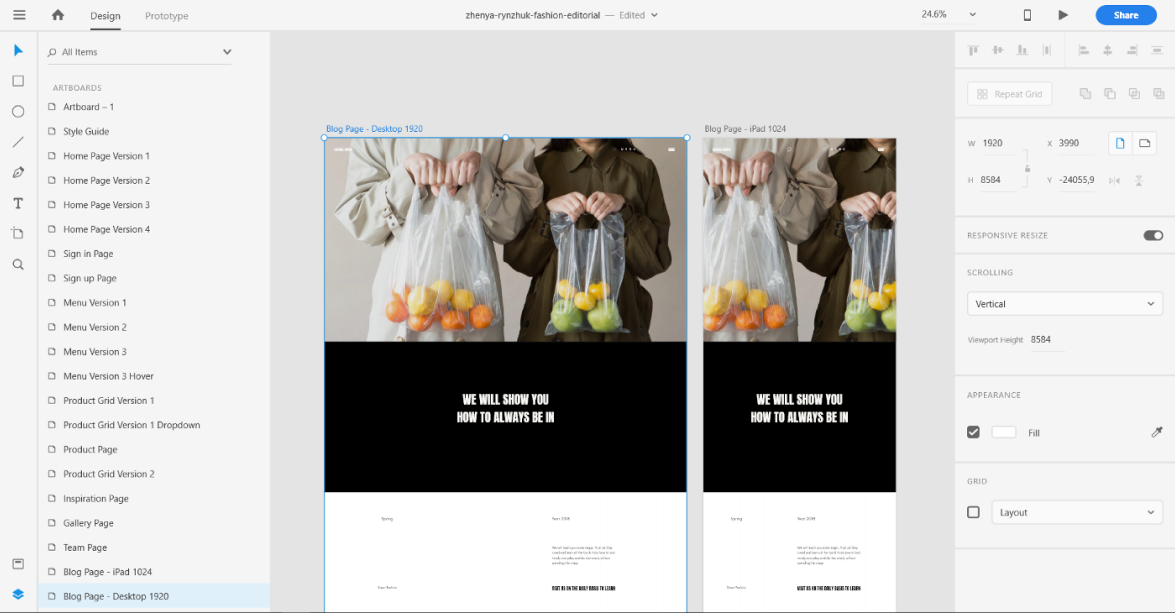 Design
Prototype
zhenya-rynzhuk-fashion-editorial — Edited
24.6%
Share
All Items
ARTBOARDS
Artboard – 1
Style Guide
Home Page Version 1
Home Page Version 2
Home Page Version 3
Home Page Version 4
Sign in Page
Sign up Page
Menu Version 1
Menu Version 2
Menu Version 3
Menu Version 3 Hover
Product Grid Version 1
Product Grid Version 1 Dropdown
Product Page
Product Grid Version 2
Inspiration Page
Gallery Page
Team Page
Blog Page - iPad 1024
Blog Page - Desktop 1920
Blog Page - Desktop 1920
WE WILL SHOW YOU
HOW TO ALWAYS BE IN
Spring
Year 2018
VISIT US ON THE DAILY BASIS TO LEARN
Blog Page - iPad 1024
WE WILL SHOW YOU
HOW TO ALWAYS BE IN
Spring
Year 2018
VISIT US ON THE DAILY BASIS TO LEARN
Repeat Grid
W 1920 X 3990
H 8584 Y -24055,9
RESPONSIVE RESIZE
SCROLLING
Vertical
Viewport Height 8584
APPEARANCE
Fill
GRID
Layout